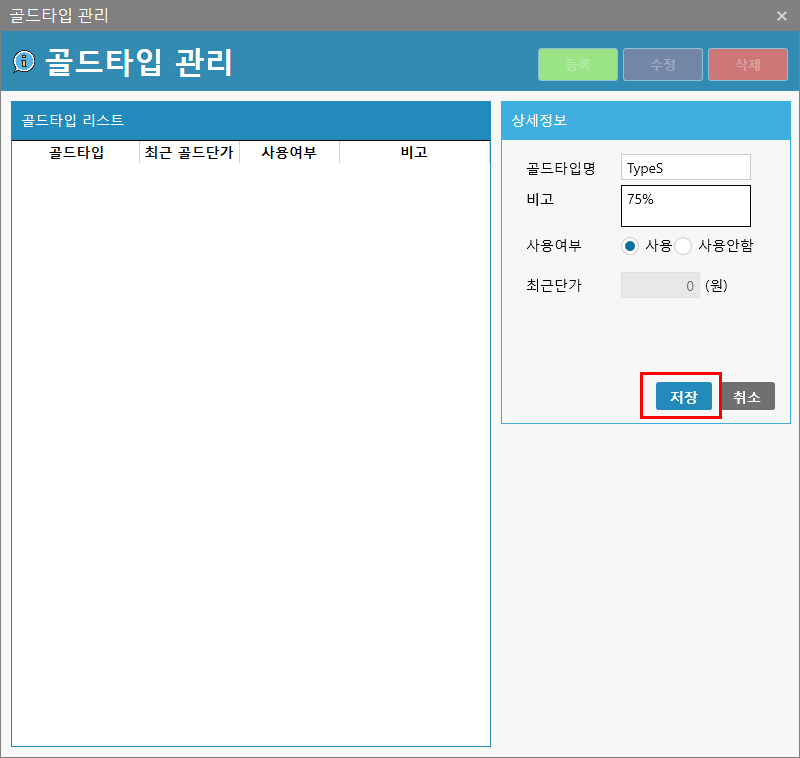 골드타입 관리
골드타입 관리
등록 수정 삭제
골드타입 리스트
골드타입 최근 골드단가 사용여부 비고
상세정보
골드타입명 TypeS
비고 75%
사용여부 사용 사용안함
최근단가 0 (원)
저장 취소